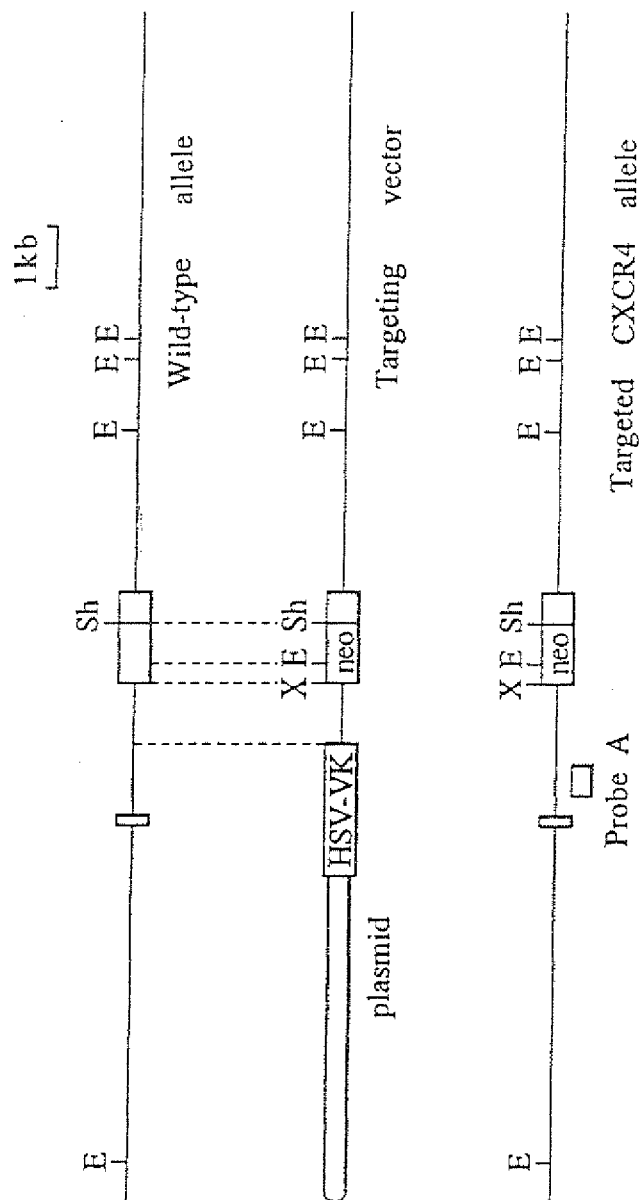 1kb
E Sh E E E
Wild-type allele
X E Sh E E E
HSV-VK neo
plasmid Targeting vector
E X E Sh E E E
neo
Probe A Targeted CXCR4 allele